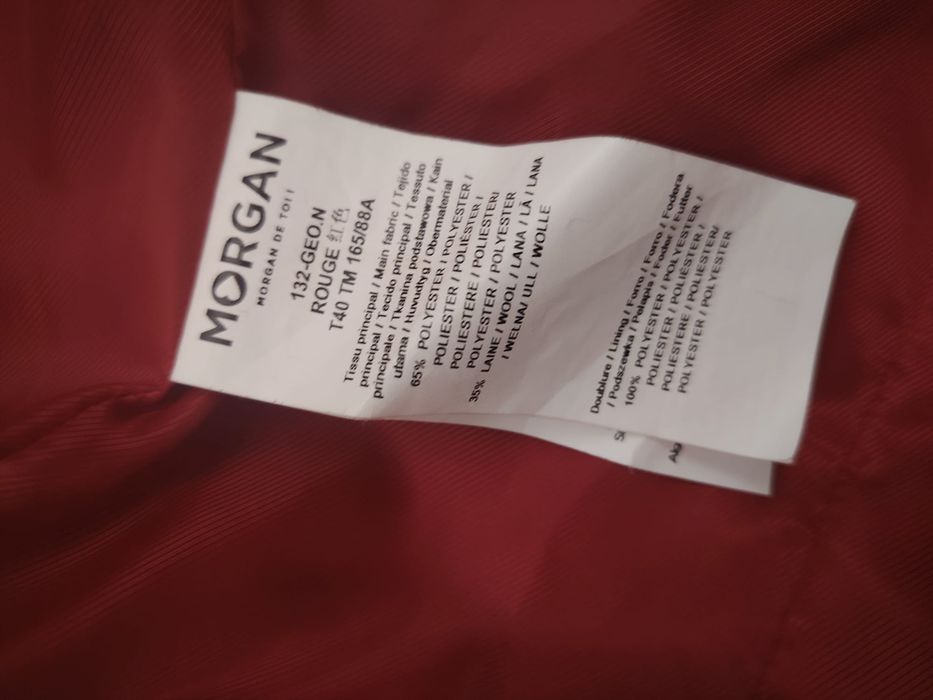 MORGAN
MORGAN DE TOI !
132-GEO.N
ROUGE 红色
T40 TM 165/88A
Tissu principal / Main fabric / Tejido
principal / Tecido principal / Tessuto
principale / Tkanina podstawowa / Kain
utama / Huvudtyg / Obermaterial
65% POLYESTER / POLYESTER /
POLIESTER / POLIÉSTER /
POLIESTERE / POLIESTER/
POLYESTER / POLYESTER
35% LAINE / WOOL / LANA / LÃ / LANA
/ WELNA/ ULL / WOLLE
Doublure / Lining / Forro / Forro / Fodera
/ Podszewka / Pelapia / Foder / Futter
100% POLYESTER / POLYESTER /
POLIESTER / POLIÉSTER /
POLIESTERE / POLIESTER/
POLYESTER / POLYESTER